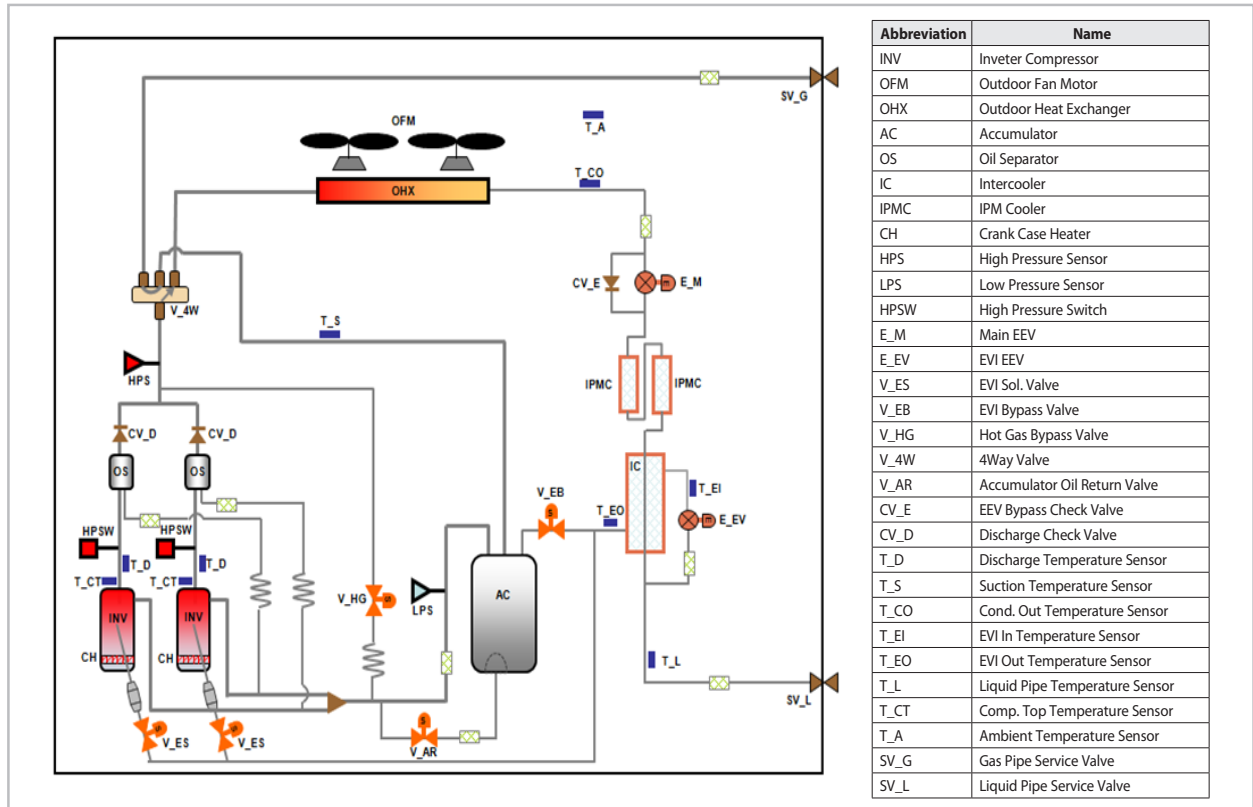 SV_G
OFM
T_A
T_CO
OHX
CV_E
E_M
V_4W
T_S
HPS
IPMC
IPMC
CV_D
CV_D
OS
OS
IC
T_EI
V_EB
T_EO
E_EV
HPSW
HPSW
T_D
T_D
T_CT
T_CT
V_HG
S
LPS
AC
INV
INV
CH
CH
T_L
SV_L
V_ES
V_ES
V_AR
S
S
S
S
m
m
Abbreviation Name
INV Inveter Compressor
OFM Outdoor Fan Motor
OHX Outdoor Heat Exchanger
AC Accumulator
OS Oil Separator
IC Intercooler
IPMC IPM Cooler
CH Crank Case Heater
HPS High Pressure Sensor
LPS Low Pressure Sensor
HPSW High Pressure Switch
E_M Main EEV
E_EV EVI EEV
V_ES EVI Sol. Valve
V_EB EVI Bypass Valve
V_HG Hot Gas Bypass Valve
V_4W 4Way Valve
V_AR Accumulator Oil Return Valve
CV_E EEV Bypass Check Valve
CV_D Discharge Check Valve
T_D Discharge Temperature Sensor
T_S Suction Temperature Sensor
T_CO Cond. Out Temperature Sensor
T_EI EVI In Temperature Sensor
T_EO EVI Out Temperature Sensor
T_L Liquid Pipe Temperature Sensor
T_CT Comp. Top Temperature Sensor
T_A Ambient Temperature Sensor
SV_G Gas Pipe Service Valve
SV_L Liquid Pipe Service Valve